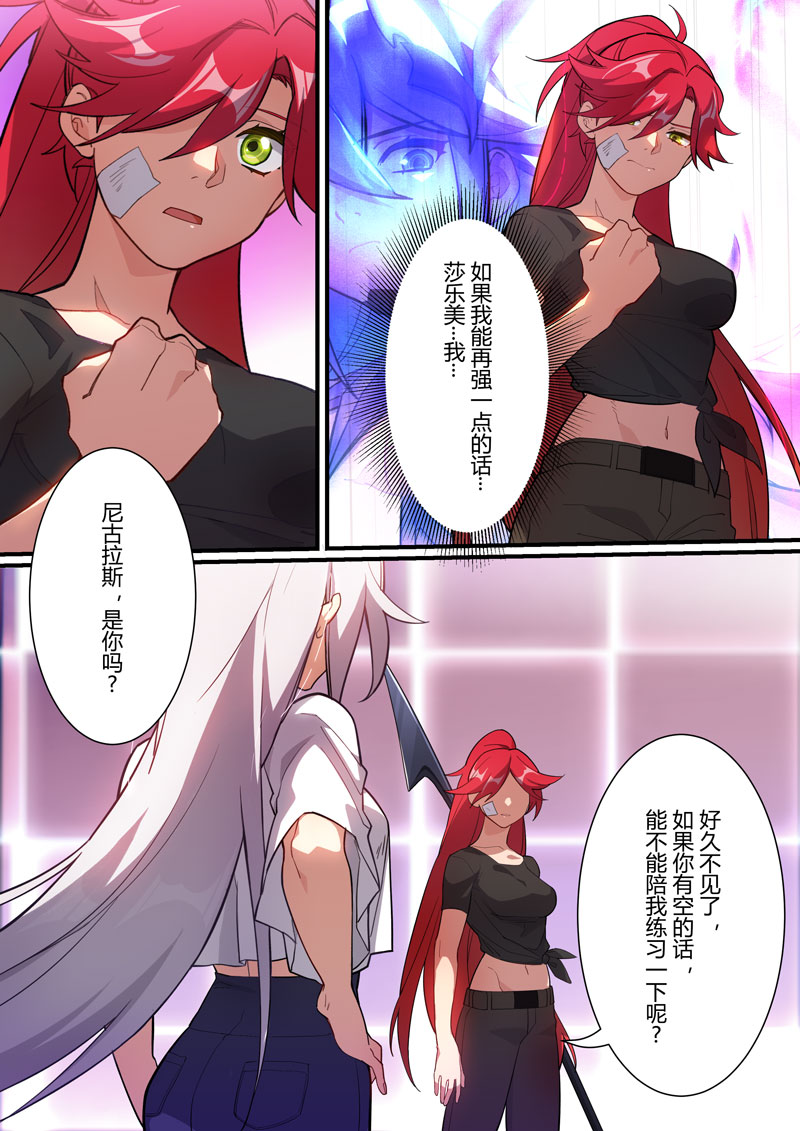 如果我能再强一点的话…
莎乐美…我…
尼古拉斯，是你吗？
好久不见了，
如果你有空的话，
能不能陪我练习一下呢？